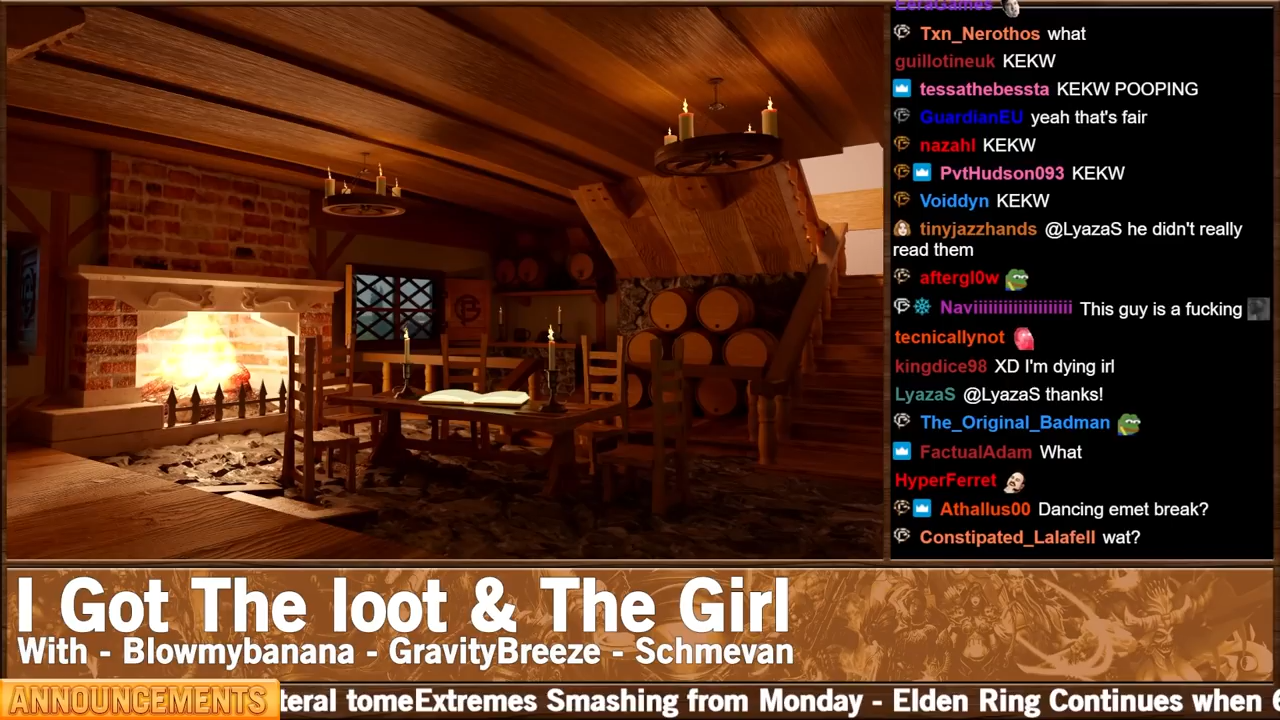 EeraGames
Txn_Nerothos what
guillotineuk KEKW
tessathebessta KEKW POOPING
GuardianEU yeah that's fair
nazahl KEKW
PvtHudson093 KEKW
Voiddyn KEKW
tinyjazzhands @LyazaS he didn't really
read them
aftergl0w
Naviiiiiiiiiiiiiiiiiiii This guy is a fucking
tecnicallynot
kingdice98 XD I'm dying irl
LyazaS @LyazaS thanks!
The_Original_Badman
FactualAdam What
HyperFerret
Athallus00 Dancing emet break?
Constipated_Lalafell wat?
I Got The loot & The Girl
With - Blowmybanana - GravityBreeze - Schmevan
ANNOUNCEMENTS teral tomeExtremes Smashing from Monday - Elden Ring Continues when